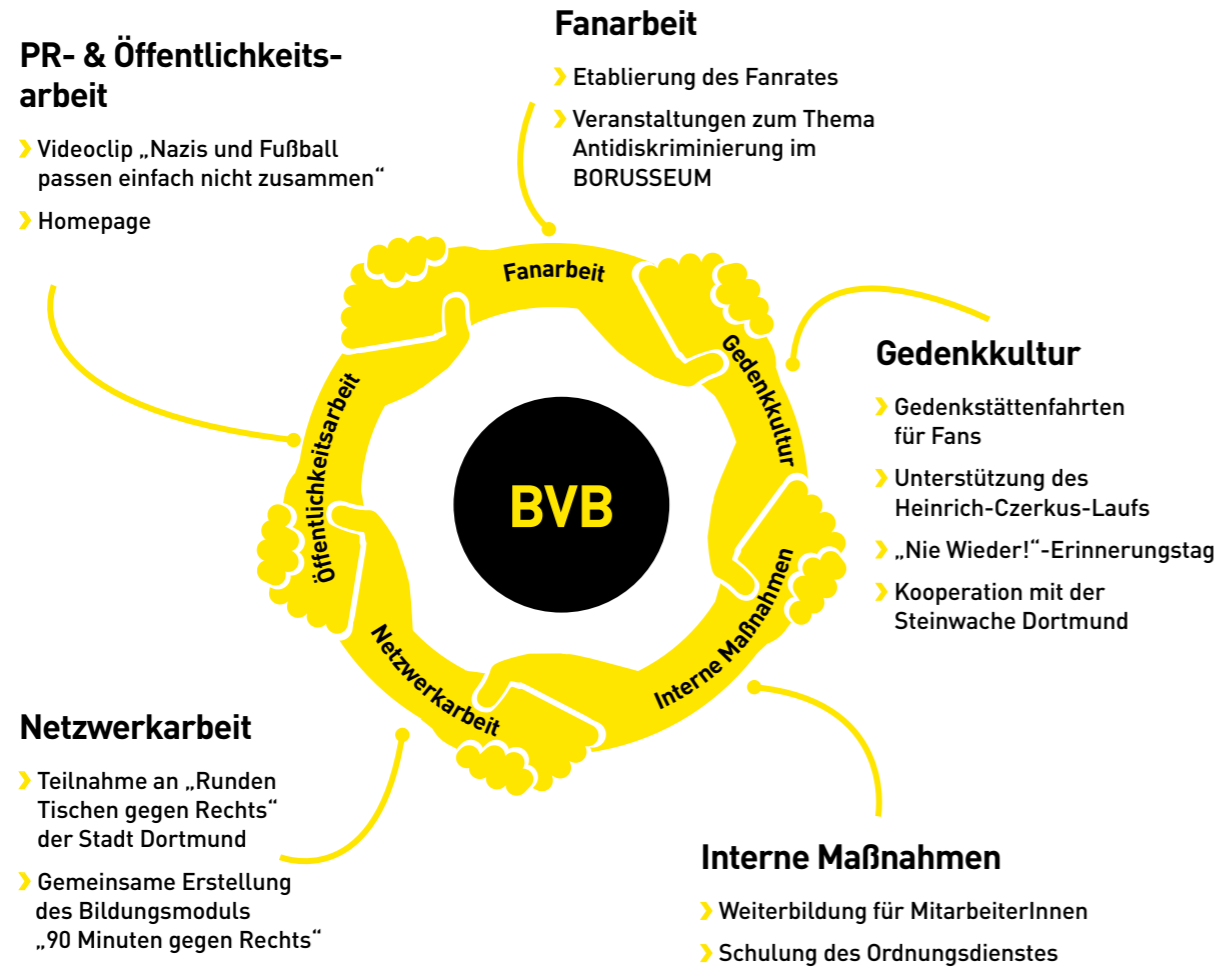 PR- & Öffentlichkeits-
arbeit
Videoclip „Nazis und Fußball
passen einfach nicht zusammen“
Homepage
Fanarbeit
Etablierung des Fanrates
Veranstaltungen zum Thema
Antidiskriminierung im
BORUSSEUM
Gedenkkultur
Gedenkstättenfahrten
für Fans
Unterstützung des
Heinrich-Czerkus-Laufs
„Nie Wieder!“-Erinnerungstag
Kooperation mit der
Steinwache Dortmund
Fanarbeit
Gedenkkultur
Interne Maßnahmen
Netzwerkarbeit
Öffentlichkeitsarbeit
BVB
Netzwerkarbeit
Teilnahme an „Runden
Tischen gegen Rechts“
der Stadt Dortmund
Gemeinsame Erstellung
des Bildungsmoduls
„90 Minuten gegen Rechts“
Interne Maßnahmen
Weiterbildung für MitarbeiterInnen
Schulung des Ordnungsdienstes